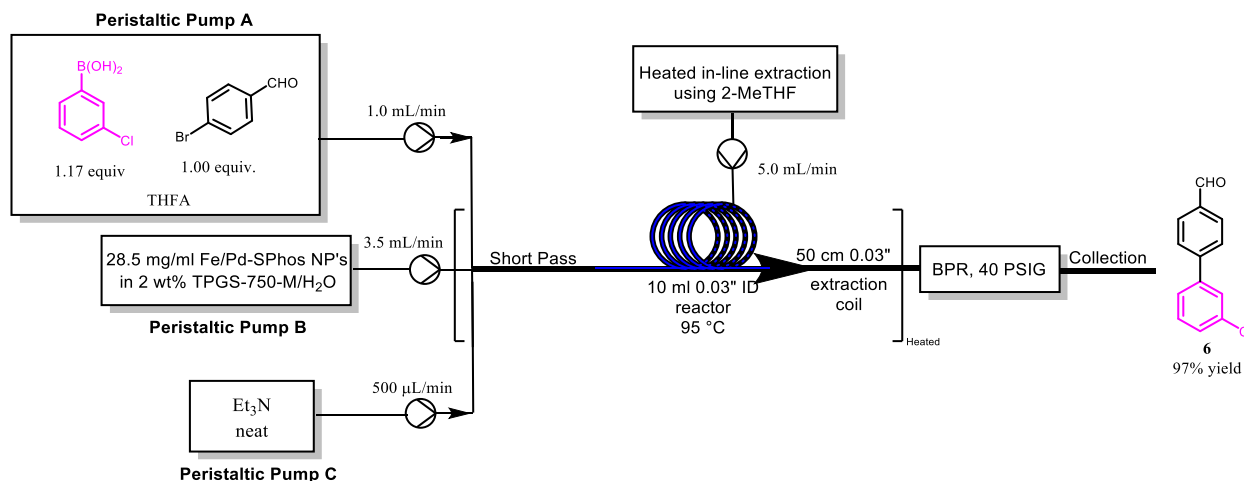 Peristaltic Pump A
B(OH)2
Cl
1.17 equiv
CHO
Br
1.00 equiv.
THFA
1.0 mL/min
28.5 mg/ml Fe/Pd-SPhos NP's
in 2 wt% TPGS-750-M/H2O
Peristaltic Pump B
3.5 mL/min
Et3N
neat
Peristaltic Pump C
500 µL/min
Short Pass
Heated in-line extraction
using 2-MeTHF
5.0 mL/min
10 ml 0.03" ID
reactor
95 °C
50 cm 0.03"
extraction
coil
Heated
BPR, 40 PSIG
Collection
CHO
6
97% yield